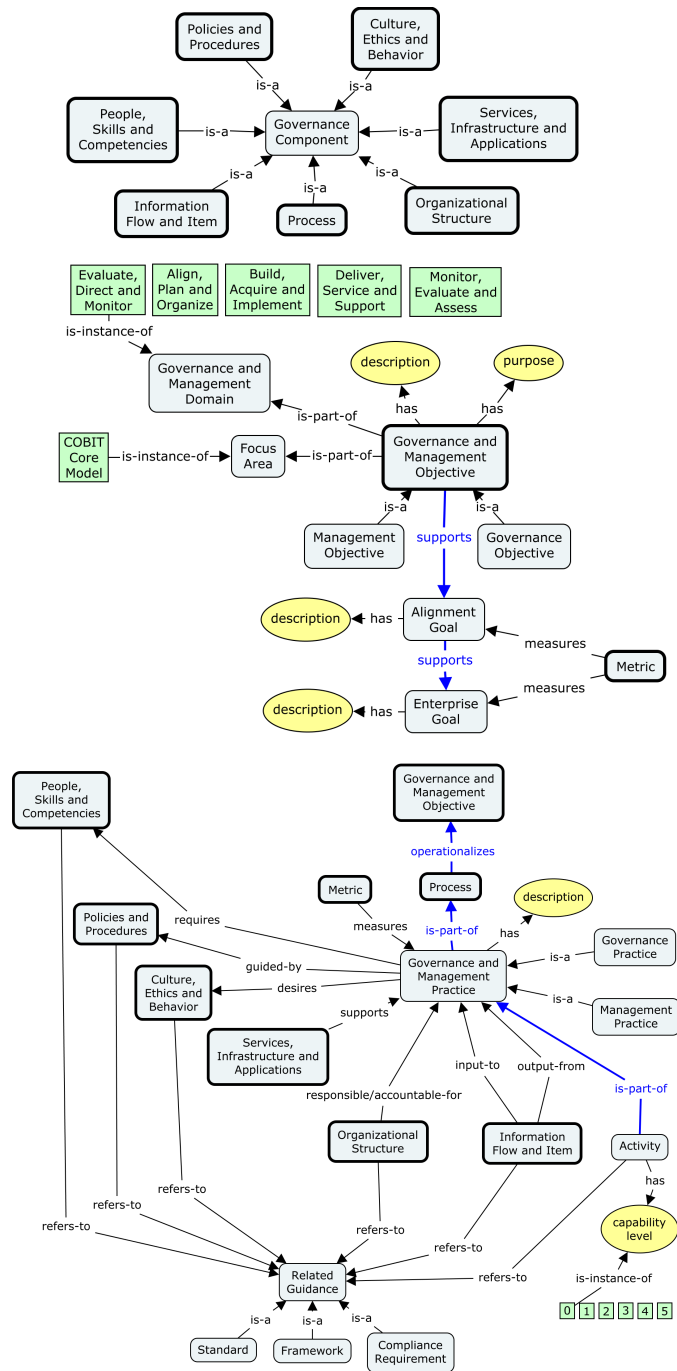 Policies and
Procedures
Culture,
Ethics and
Behavior
is-a
is-a
People,
Skills and
Competencies
is-a
Governance
Component
is-a
Services,
Infrastructure and
Applications
is-a
is-a
is-a
Information
Flow and Item
Process
Organizational
Structure
Evaluate,
Direct and
Monitor
Align,
Plan and
Organize
Build,
Acquire and
Implement
Deliver,
Service and
Support
Monitor,
Evaluate and
Assess
is-instance-of
Governance and
Management
Domain
description
purpose
has
has
is-part-of
COBIT
Core
Model
is-instance-of
Focus
Area
is-part-of
Governance and
Management
Objective
is-a
is-a
Management
Objective
supports
Governance
Objective
description
has
Alignment
Goal
measures
supports
Metric
measures
description
has
Enterprise
Goal
People,
Skills and
Competencies
Governance and
Management
Objective
operationalizes
Metric
Process
description
Policies and
Procedures
requires
measures
is-part-of
has
Governance
Practice
guided-by
Governance and
Management
Practice
is-a
Culture,
Ethics and
Behavior
desires
is-a
Management
Practice
supports
Services,
Infrastructure and
Applications
input-to
output-from
is-part-of
responsible/accountable-for
Organizational
Structure
Information
Flow and Item
Activity
has
refers-to
refers-to
refers-to
refers-to
refers-to
refers-to
capability
level
is-instance-of
Related
Guidance
0 1 2 3 4 5
is-a
is-a
is-a
Standard
Framework
Compliance
Requirement